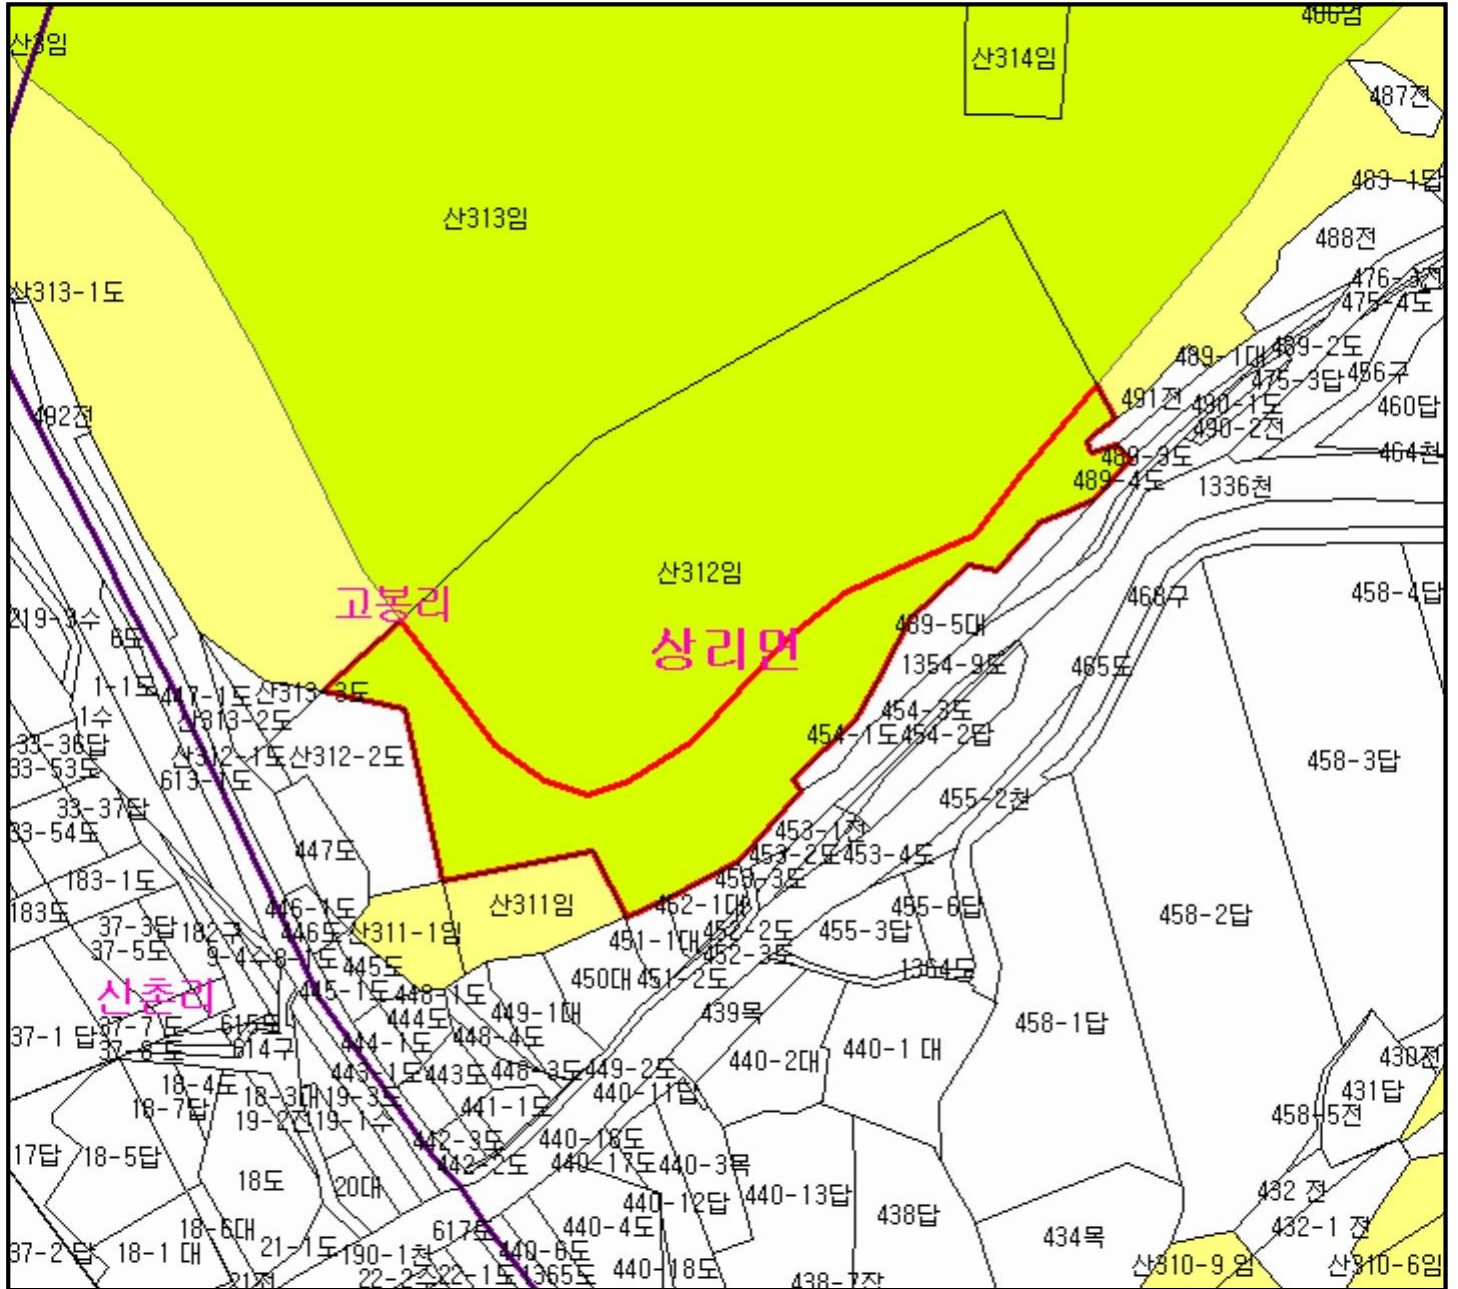 산3임
산314임
487전
483-1답
산313임
488전
476-3전
산313-1도
475-4도
489-1대
489-2도
475-3답
456구
491전
490-1도
460답
492전
490-2전
489-3도
464천
489-4도
1336천
산312임
458-4답
고봉리
468구
219-3수
6도
489-5대
상리면
1354-9도
465도
1-1도
447-1도
산313-3도
1수
산313-2도
454-3도
33-36답
454-1도
454-2답
산312-1도
산312-2도
458-3답
33-53도
613-1도
455-2천
33-37답
33-54도
453-1전
447도
453-2도
453-4도
183-1도
453-3도
산311임
452-1대
455-6답
183도
446-1도
458-2답
37-3답
182구
446도
산311-1임
451-1대
452-2도
455-3답
37-5도
9-4수
8-1도
445도
452-3도
1364도
450대
451-2도
신촌리
445-1도
448-1도
449-1대
439목
37-7 도
615도
444도
458-1답
37-1 답
448-4도
37-8 도
614구
444-1도
440-2대
440-1 대
430전
443-1도
443도
448-3도
449-2도
18-4도
431답
18-3대
19-3도
440-11답
18-7답
441-1도
458-5전
19-2전
119-1수
442-3도
440-16도
17답
18-5답
442-2도
440-17도
440-3목
18도
20대
440-13답
432 전
440-12답
438답
18-6대
617도
440-4도
432-1 전
434목
21-1도
190-1천
440-6도
37-2 답
18-1 대
440-18도
산310-9 임
산310-6임
21전
22-1도
1365도